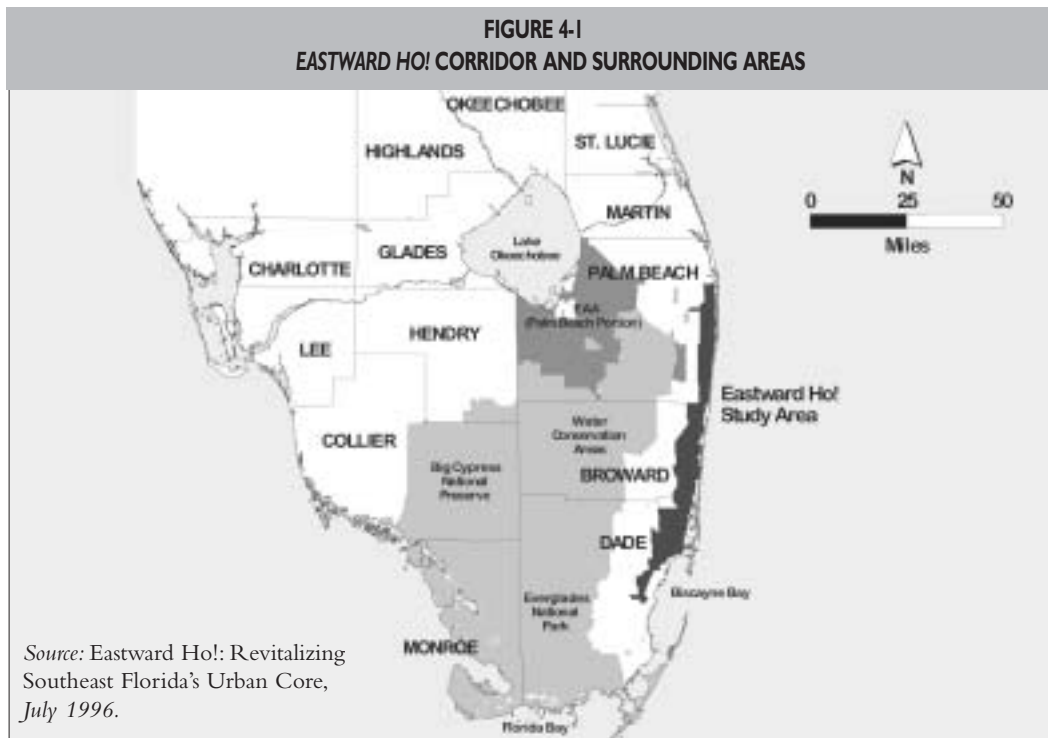 FIGURE 4-1
EASTWARD HO! CORRIDOR AND SURROUNDING AREAS
OKEECHOBEE
ST. LUCIE
HIGHLANDS
N
0 25 50
Miles
MARTIN
Lake
Okeechobee
GLADES
CHARLOTTE
PALM BEACH
EAA
(Palm Beach Portion)
HENDRY
LEE
Eastward Ho!
Study Area
Water
Conservation
Areas
COLLIER
Big Cypress
National
Preserve
BROWARD
DADE
Biscayne Bay
Everglades
National
Park
MONROE
Florida Bay
Source: Eastward Ho!: Revitalizing
Southeast Florida's Urban Core,
July 1996.